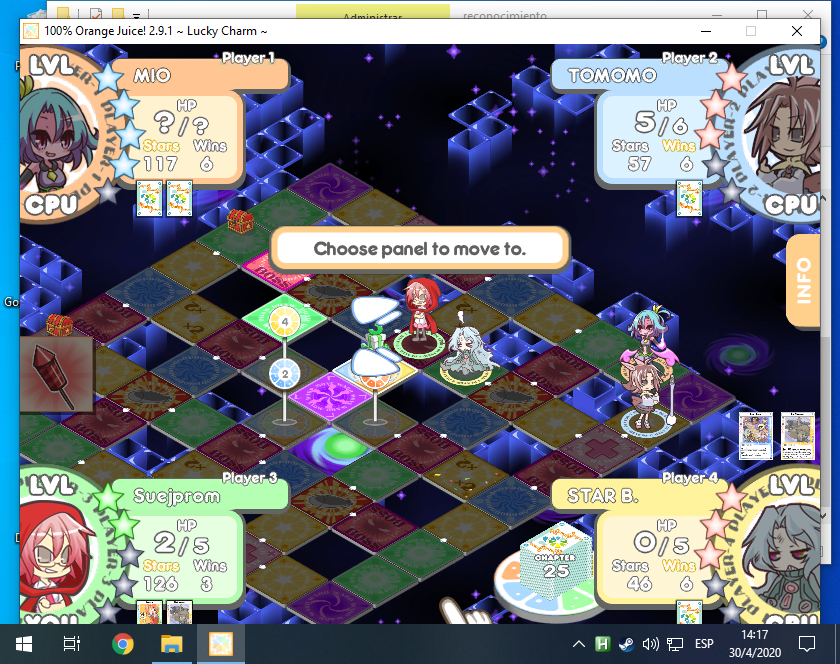 Administrar
reconocimiento
100% Orange Juice! 2.9.1 ~ Lucky Charm ~
LVL
Player 1
MIO
HP
?/?
Stars Wins
117 6
CPU
Player 2
LVL
TOMOMO
HP
5/6
Stars Wins
57 6
CPU
Choose panel to move to.
INFO
Go
4
2
LVL
Player 3
Suejprom
HP
2/5
Stars Wins
126 3
YOU
Player 4
LVL
STAR B.
HP
0/5
Stars Wins
46 6
CPU
CHAPTER
25
ESP
14:17
30/4/2020